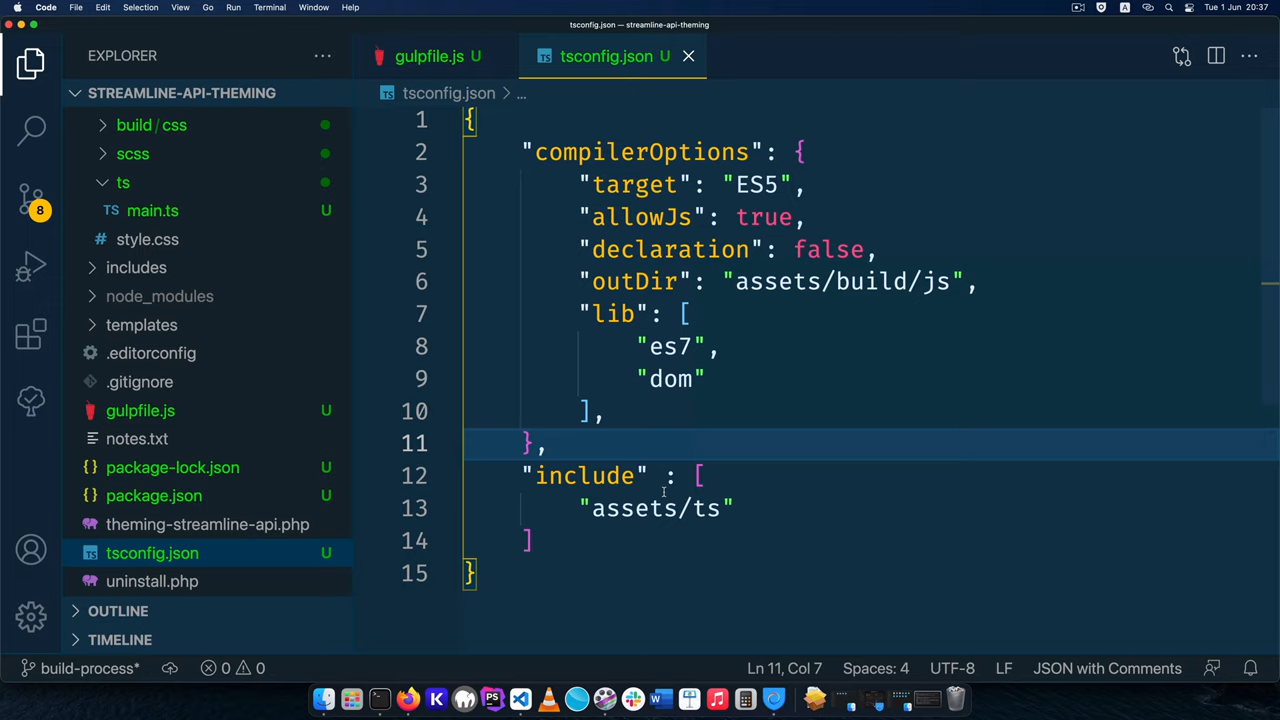 Code File Edit Selection View Go Run Terminal Window Help A Tue 1 Jun 20:37
tsconfig.json — streamline-api-theming
EXPLORER ···
gulpfile.js U
TS tsconfig.json U ×
STREAMLINE-API-THEMING
TS tsconfig.json > ...
build / css
scss
ts
TS main.ts U
# style.css
includes
node_modules
templates
.editorconfig
.gitignore
gulpfile.js U
notes.txt
{} package-lock.json U
{} package.json U
theming-streamline-api.php
TS tsconfig.json U
uninstall.php
OUTLINE
TIMELINE
8
1 {
2 "compilerOptions": {
3 "target": "ES5",
4 "allowJs": true,
5 "declaration": false,
6 "outDir": "assets/build/js",
7 "lib": [
8 "es7",
9 "dom"
10 ],
11 },
12 "include" : [
13 "assets/ts"
14 ]
15 }
build-process* 0 0 Ln 11, Col 7 Spaces: 4 UTF-8 LF JSON with Comments